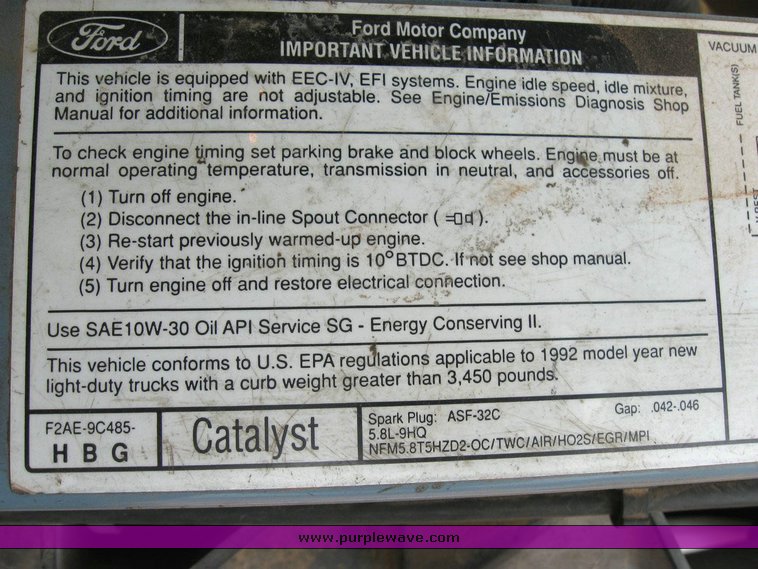 Ford
Ford Motor Company
IMPORTANT VEHICLE INFORMATION
This vehicle is equipped with EEC-IV, EFI systems. Engine idle speed, idle mixture,
and ignition timing are not adjustable. See Engine/Emissions Diagnosis Shop
Manual for additional information.
To check engine timing set parking brake and block wheels. Engine must be at
normal operating temperature, transmission in neutral, and accessories off.
(1) Turn off engine.
(2) Disconnect the in-line Spout Connector ( ).
(3) Re-start previously warmed-up engine.
(4) Verify that the ignition timing is 10°BTDC. If not see shop manual.
(5) Turn engine off and restore electrical connection.
Use SAE10W-30 Oil API Service SG - Energy Conserving II.
This vehicle conforms to U.S. EPA regulations applicable to 1992 model year new
light-duty trucks with a curb weight greater than 3,450 pounds.
F2AE-9C485-
H B G
Catalyst
Spark Plug: ASF-32C Gap: .042-.046
5.8L-9HQ
NFM5.8T5HZD2-OC/TWC/AIR/HO2S/EGR/MPI
VACUUM
FUEL TANK(S)
www.purplewave.com